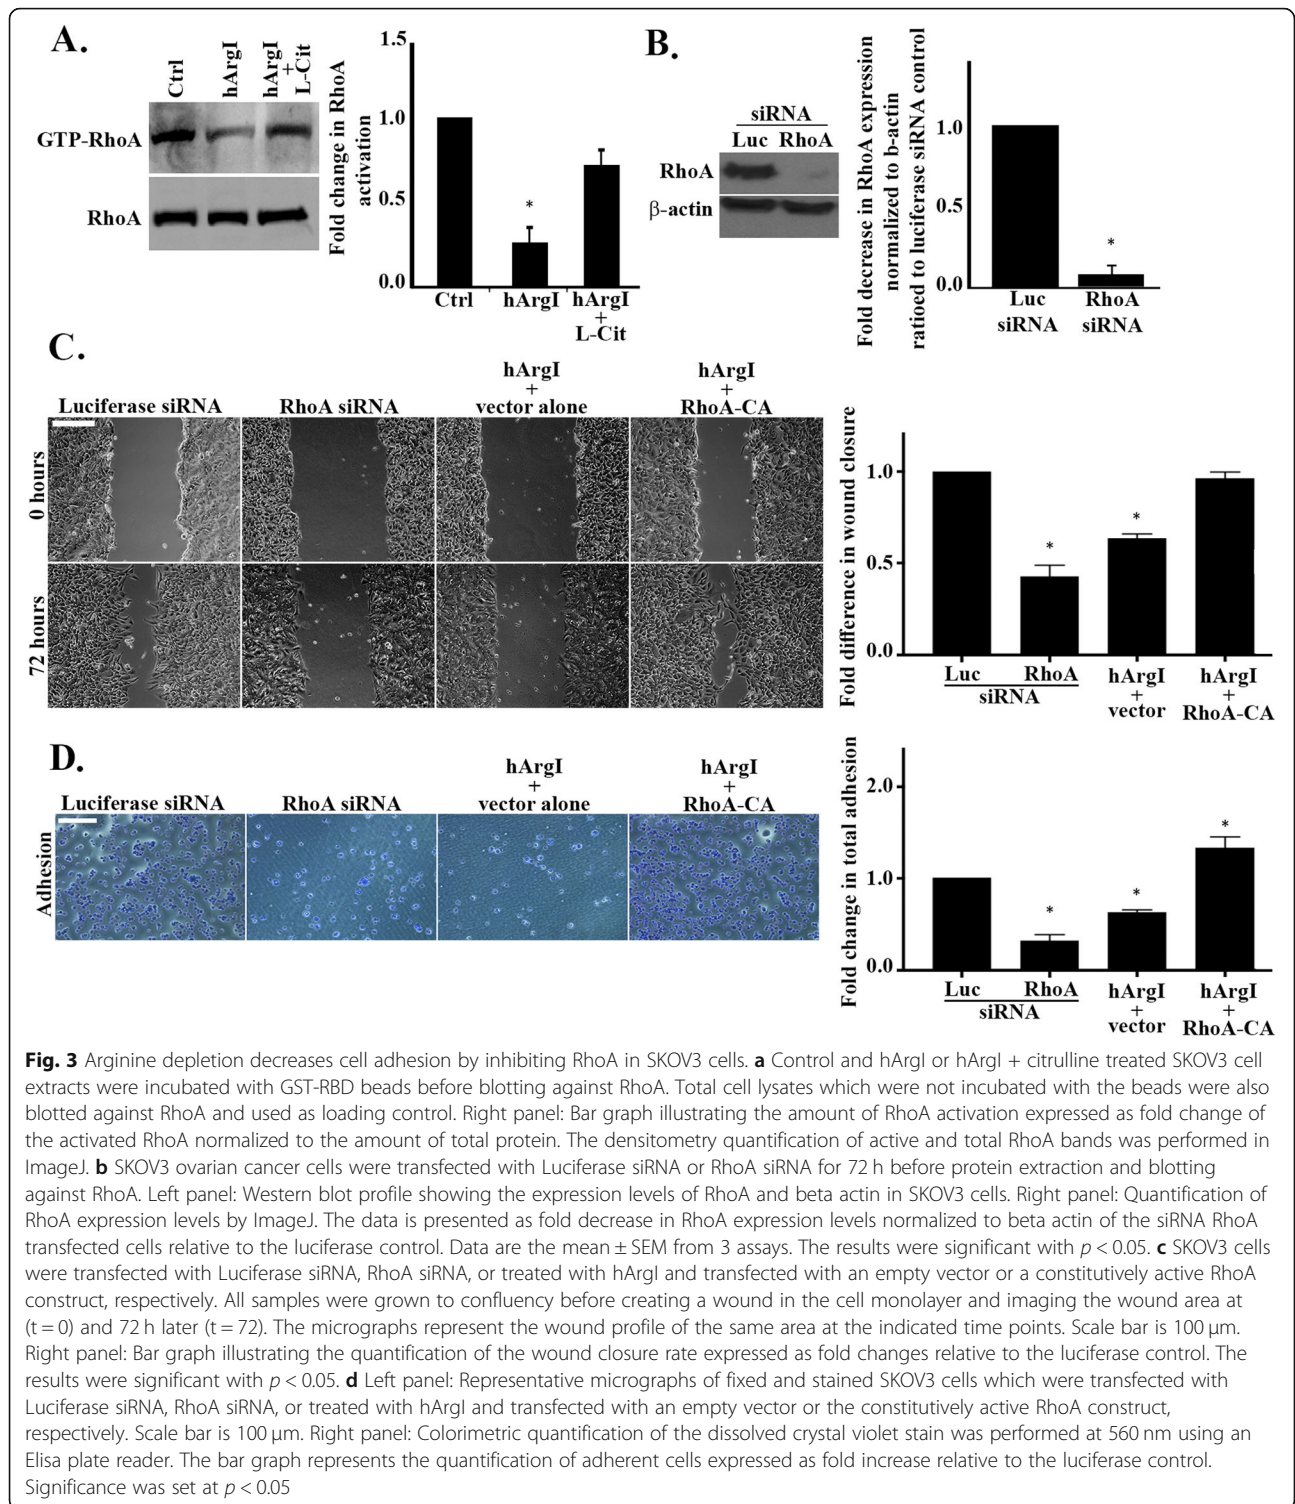 A.
Ctrl
hArgI
hArgI
+
L-Cit
GTP-RhoA
RhoA
Fold change in RhoA
activation
1.5
1.0
0.5
0.0
*
Ctrl
hArgI
hArgI
+
L-Cit
B.
siRNA
Luc RhoA
RhoA
β-actin
Fold decrease in RhoA expression
normalized to b-actin
ratioed to luciferase siRNA control
1.0
0.5
0.0
*
Luc
siRNA
RhoA
siRNA
C.
Luciferase siRNA
RhoA siRNA
hArgI
+
vector alone
hArgI
+
RhoA-CA
0 hours
72 hours
Fold difference in wound closure
1.0
0.5
0.0
*
*
Luc
RhoA
siRNA
hArgI
+
vector
hArgI
+
RhoA-CA
D.
Luciferase siRNA
RhoA siRNA
hArgI
+
vector alone
hArgI
+
RhoA-CA
Adhesion
Fold change in total adhesion
2.0
1.0
0.0
*
*
*
Luc
RhoA
siRNA
hArgI
+
vector
hArgI
+
RhoA-CA
Fig. 3 Arginine depletion decreases cell adhesion by inhibiting RhoA in SKOV3 cells. a Control and hArgI or hArgI + citrulline treated SKOV3 cell
extracts were incubated with GST-RBD beads before blotting against RhoA. Total cell lysates which were not incubated with the beads were also
blotted against RhoA and used as loading control. Right panel: Bar graph illustrating the amount of RhoA activation expressed as fold change of
the activated RhoA normalized to the amount of total protein. The densitometry quantification of active and total RhoA bands was performed in
ImageJ. b SKOV3 ovarian cancer cells were transfected with Luciferase siRNA or RhoA siRNA for 72 h before protein extraction and blotting
against RhoA. Left panel: Western blot profile showing the expression levels of RhoA and beta actin in SKOV3 cells. Right panel: Quantification of
RhoA expression levels by ImageJ. The data is presented as fold decrease in RhoA expression levels normalized to beta actin of the siRNA RhoA
transfected cells relative to the luciferase control. Data are the mean ± SEM from 3 assays. The results were significant with p < 0.05. c SKOV3 cells
were transfected with Luciferase siRNA, RhoA siRNA, or treated with hArgI and transfected with an empty vector or a constitutively active RhoA
construct, respectively. All samples were grown to confluency before creating a wound in the cell monolayer and imaging the wound area at
(t = 0) and 72 h later (t = 72). The micrographs represent the wound profile of the same area at the indicated time points. Scale bar is 100 μm.
Right panel: Bar graph illustrating the quantification of the wound closure rate expressed as fold changes relative to the luciferase control. The
results were significant with p < 0.05. d Left panel: Representative micrographs of fixed and stained SKOV3 cells which were transfected with
Luciferase siRNA, RhoA siRNA, or treated with hArgI and transfected with an empty vector or the constitutively active RhoA construct,
respectively. Scale bar is 100 μm. Right panel: Colorimetric quantification of the dissolved crystal violet stain was performed at 560 nm using an
Elisa plate reader. The bar graph represents the quantification of adherent cells expressed as fold increase relative to the luciferase control.
Significance was set at p < 0.05